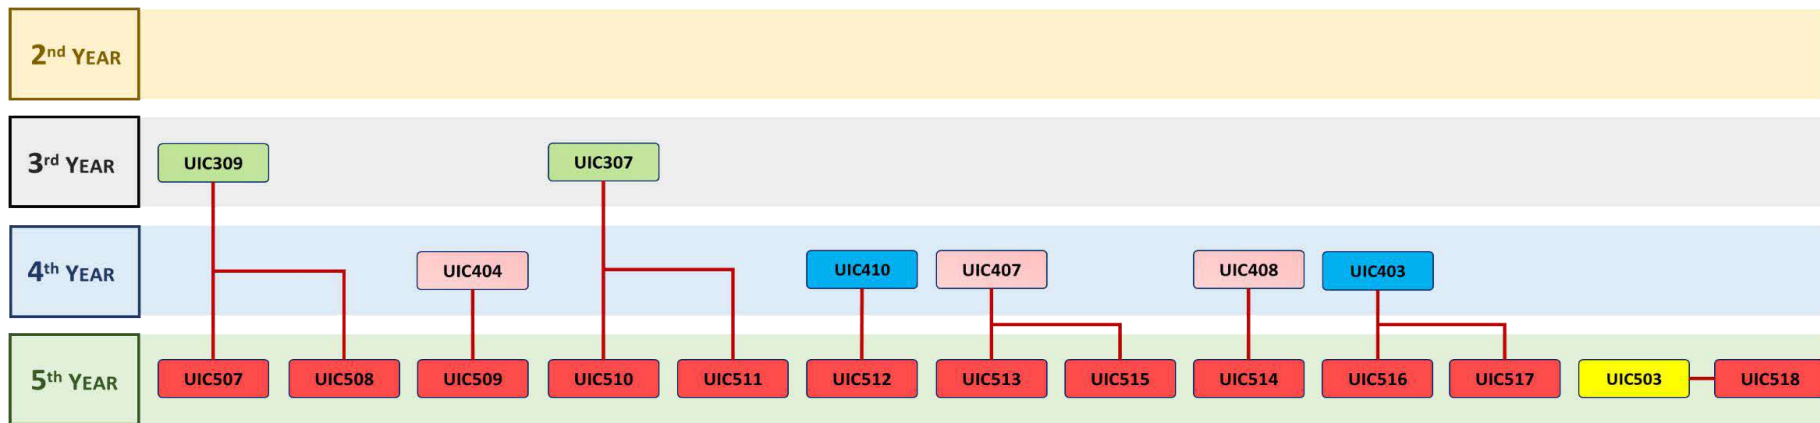 2nd YEAR
3rd YEAR
UIC309
UIC307
4th YEAR
UIC404
UIC410
UIC407
UIC408
UIC403
5th YEAR
UIC507
UIC508
UIC509
UIC510
UIC511
UIC512
UIC513
UIC515
UIC514
UIC516
UIC517
UIC503
UIC518